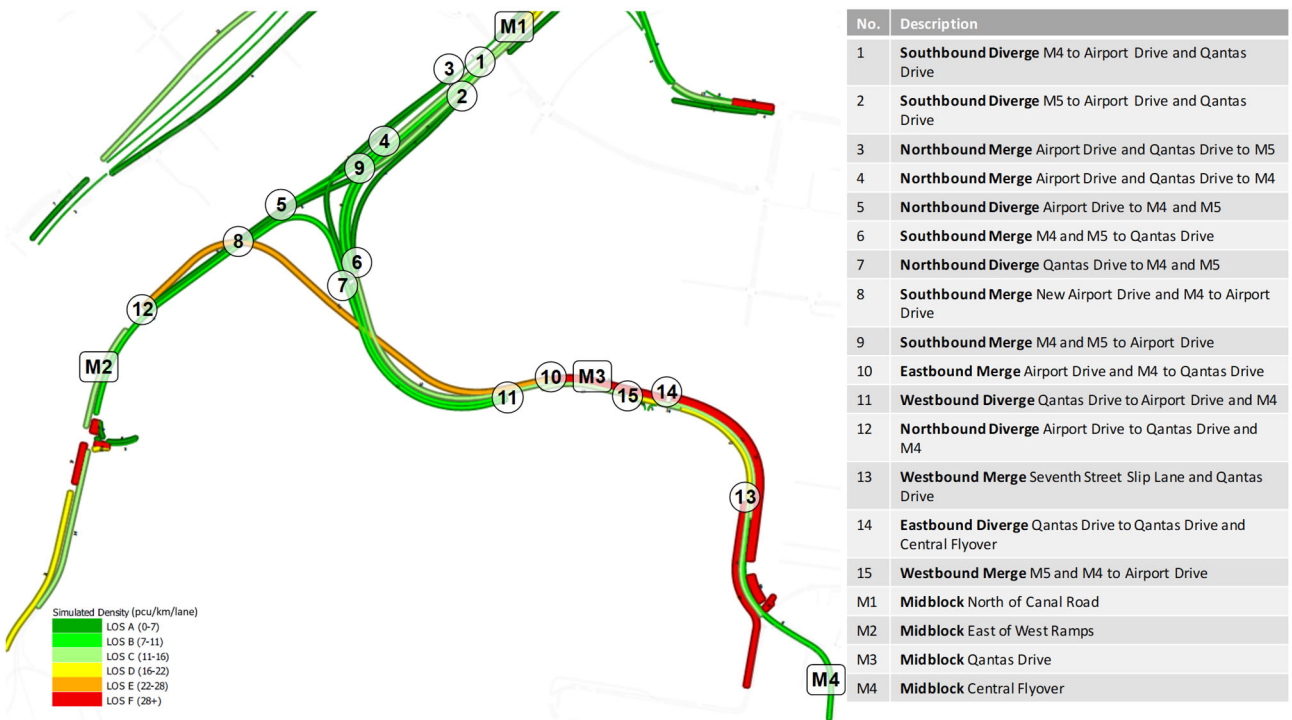 M1
3
1
2
4
9
5
8
6
7
12
M2
10
M3
11
15
14
13
M4
Simulated Density (pcu/km/lane)
LOS A (0-7)
LOS B (7-11)
LOS C (11-16)
LOS D (16-22)
LOS E (22-28)
LOS F (28+)
No. Description
1 Southbound Diverge M4 to Airport Drive and Qantas
Drive
2 Southbound Diverge M5 to Airport Drive and Qantas
Drive
3 Northbound Merge Airport Drive and Qantas Drive to M5
4 Northbound Merge Airport Drive and Qantas Drive to M4
5 Northbound Diverge Airport Drive to M4 and M5
6 Southbound Merge M4 and M5 to Qantas Drive
7 Northbound Diverge Qantas Drive to M4 and M5
8 Southbound Merge New Airport Drive and M4 to Airport
Drive
9 Southbound Merge M4 and M5 to Airport Drive
10 Eastbound Merge Airport Drive and M4 to Qantas Drive
11 Westbound Diverge Qantas Drive to Airport Drive and M4
12 Northbound Diverge Airport Drive to Qantas Drive and
M4
13 Westbound Merge Seventh Street Slip Lane and Qantas
Drive
14 Eastbound Diverge Qantas Drive to Qantas Drive and
Central Flyover
15 Westbound Merge M5 and M4 to Airport Drive
M1 Midblock North of Canal Road
M2 Midblock East of West Ramps
M3 Midblock Qantas Drive
M4 Midblock Central Flyover